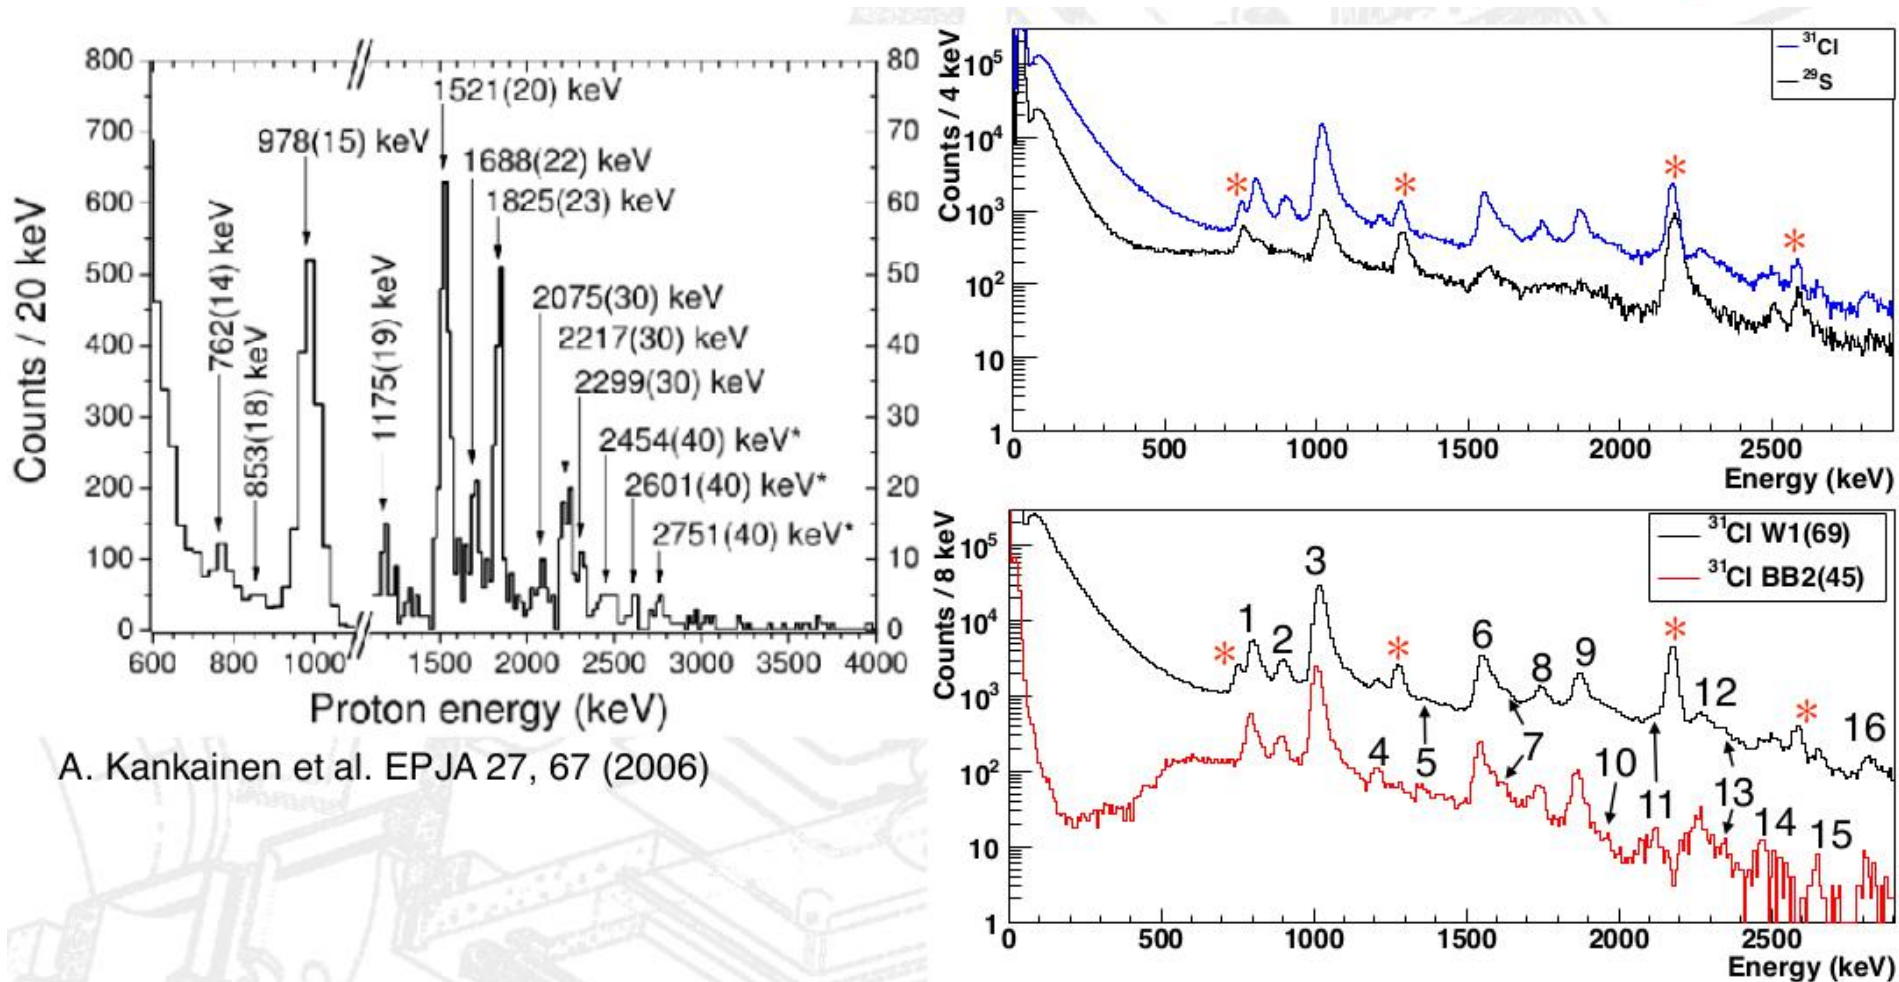 800
700
600
500
400
300
200
100
0
Counts / 20 keV
80
70
60
50
40
30
20
10
0
1521(20) keV
978(15) keV
1688(22) keV
1825(23) keV
762(14) keV
853(18) keV
1175(19) keV
2075(30) keV
2217(30) keV
2299(30) keV
2454(40) keV*
2601(40) keV*
2751(40) keV*
600 800 1000 1500 2000 2500 3000 3500 4000
Proton energy (keV)
A. Kankainen et al. EPJA 27, 67 (2006)
Counts / 4 keV
10⁵
10⁴
10³
10²
10
1
³¹Cl
²⁹S
* * * *
0 500 1000 1500 2000 2500
Energy (keV)
Counts / 8 keV
10⁵
10⁴
10³
10²
10
1
³¹Cl W1(69)
³¹Cl BB2(45)
* 1 2 3 * 6 8 9 * 12 * 16
4 5 7 10 11 13 14 15
0 500 1000 1500 2000 2500
Energy (keV)